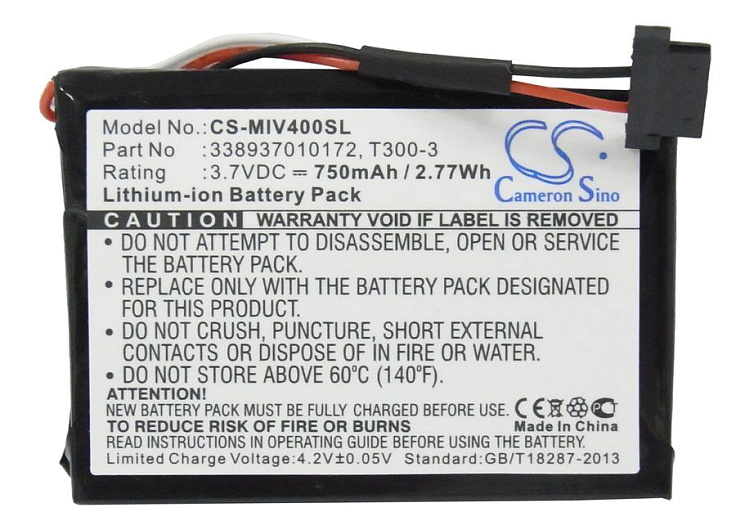 Model No.: CS-MIV400SL
Part No : 338937010172, T300-3
Rating : 3.7VDC ⎓ 750mAh / 2.77Wh
Lithium-ion Battery Pack
CS
Cameron Sino
CAUTION WARRANTY VOID IF LABEL IS REMOVED
• DO NOT ATTEMPT TO DISASSEMBLE, OPEN OR SERVICE
THE BATTERY PACK.
• REPLACE ONLY WITH THE BATTERY PACK DESIGNATED
FOR THIS PRODUCT.
• DO NOT CRUSH, PUNCTURE, SHORT EXTERNAL
CONTACTS OR DISPOSE OF IN FIRE OR WATER.
• DO NOT STORE ABOVE 60℃ (140℉).
ATTENTION!
NEW BATTERY PACK MUST BE FULLY CHARGED BEFORE USE.
TO REDUCE RISK OF FIRE OR BURNS
READ INSTRUCTIONS IN OPERATING GUIDE BEFORE USING BATTERY.
CE PC
Made In China
Limited Charge Voltage:4.2V±0.05V Standard:GB/T18287-2013